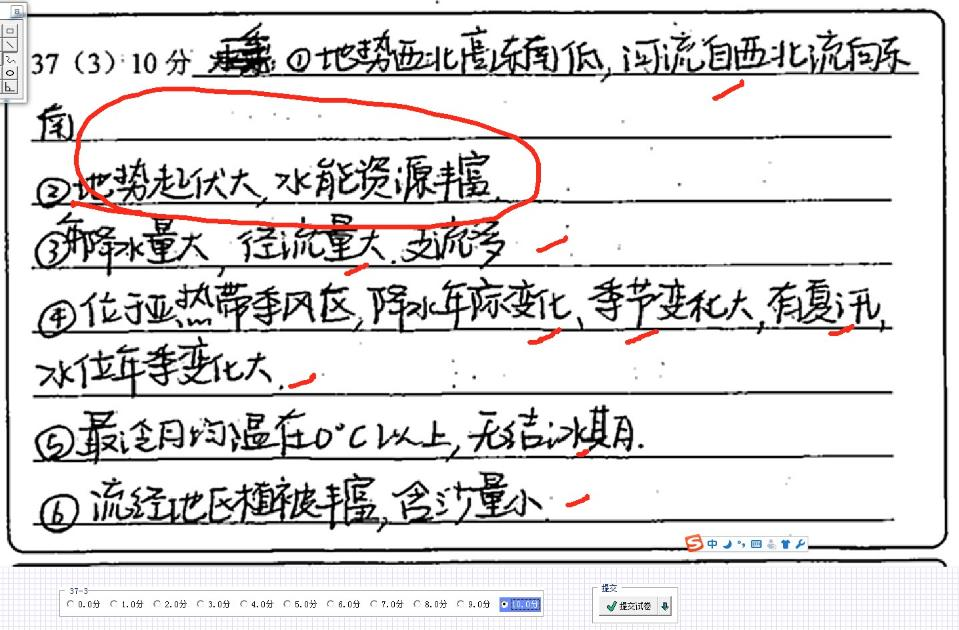 37（3）10分 ①地势西北高东南低，河流自西北流向东
南
②地势起伏大，水能资源丰富.
③年降水量大，径流量大.支流多
④位于亚热带季风区，降水年际变化、季节变化大，有夏汛，
水位年季变化大.
⑤最冷月均温在0°C以上，无结冰期.
⑥流经地区植被丰富，含沙量小.
中
37-3
0.0分 1.0分 2.0分 3.0分 4.0分 5.0分 6.0分 7.0分 8.0分 9.0分 10.0分
提交
提交试卷